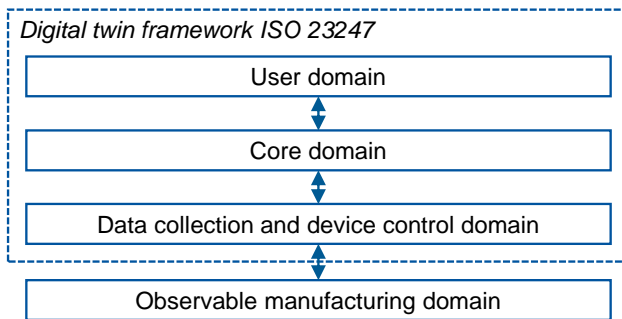 Digital twin framework ISO 23247
User domain
Core domain
Data collection and device control domain
Observable manufacturing domain